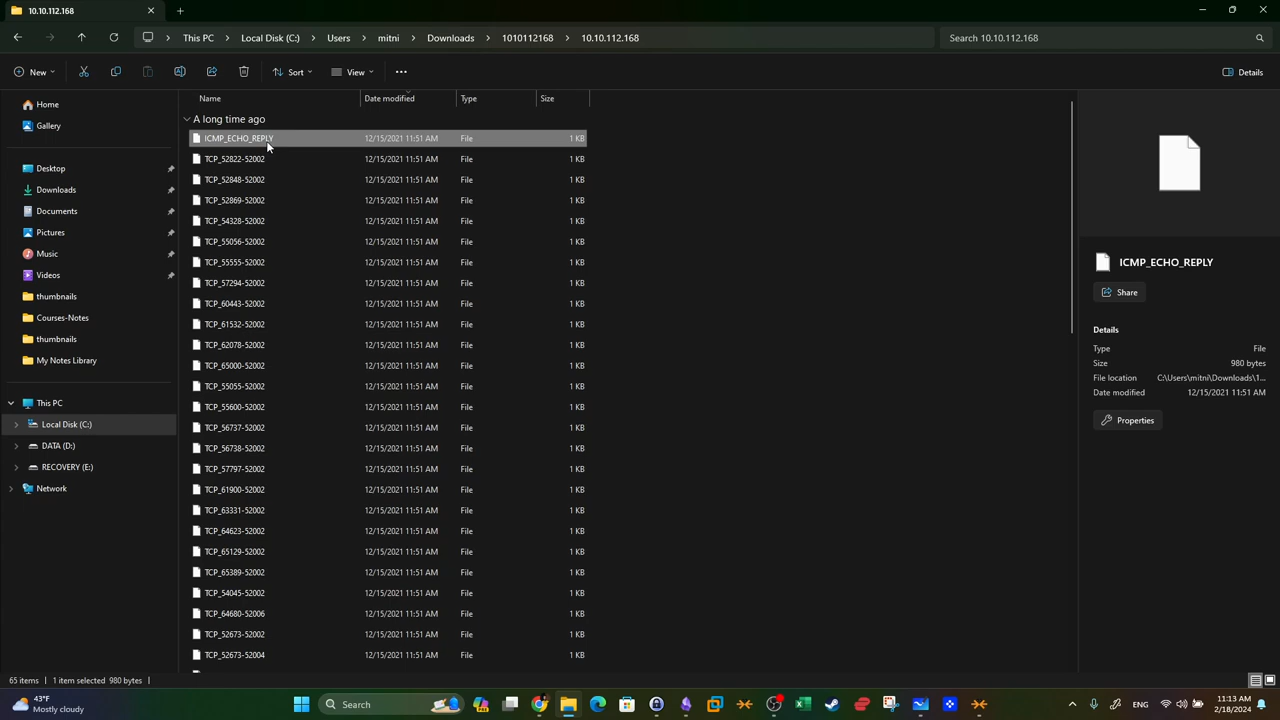 10.10.112.168
This PC > Local Disk (C:) > Users > mitni > Downloads > 1010112168 > 10.10.112.168
Search 10.10.112.168
New
Sort
View
Details
Home
Gallery
Desktop
Downloads
Documents
Pictures
Music
Videos
thumbnails
Courses-Notes
thumbnails
My Notes Library
This PC
Local Disk (C:)
DATA (D:)
RECOVERY (E:)
Network
Name Date modified Type Size
A long time ago
ICMP_ECHO_REPLY 12/15/2021 11:51 AM File 1 KB
TCP_52822-52002 12/15/2021 11:51 AM File 1 KB
TCP_52848-52002 12/15/2021 11:51 AM File 1 KB
TCP_52869-52002 12/15/2021 11:51 AM File 1 KB
TCP_54328-52002 12/15/2021 11:51 AM File 1 KB
TCP_55056-52002 12/15/2021 11:51 AM File 1 KB
TCP_55555-52002 12/15/2021 11:51 AM File 1 KB
TCP_57294-52002 12/15/2021 11:51 AM File 1 KB
TCP_60443-52002 12/15/2021 11:51 AM File 1 KB
TCP_61532-52002 12/15/2021 11:51 AM File 1 KB
TCP_62078-52002 12/15/2021 11:51 AM File 1 KB
TCP_65000-52002 12/15/2021 11:51 AM File 1 KB
TCP_55055-52002 12/15/2021 11:51 AM File 1 KB
TCP_55600-52002 12/15/2021 11:51 AM File 1 KB
TCP_56737-52002 12/15/2021 11:51 AM File 1 KB
TCP_56738-52002 12/15/2021 11:51 AM File 1 KB
TCP_57797-52002 12/15/2021 11:51 AM File 1 KB
TCP_61900-52002 12/15/2021 11:51 AM File 1 KB
TCP_63331-52002 12/15/2021 11:51 AM File 1 KB
TCP_64623-52002 12/15/2021 11:51 AM File 1 KB
TCP_65129-52002 12/15/2021 11:51 AM File 1 KB
TCP_65389-52002 12/15/2021 11:51 AM File 1 KB
TCP_54045-52002 12/15/2021 11:51 AM File 1 KB
TCP_64680-52006 12/15/2021 11:51 AM File 1 KB
TCP_52673-52002 12/15/2021 11:51 AM File 1 KB
TCP_52673-52004 12/15/2021 11:51 AM File 1 KB
ICMP_ECHO_REPLY
Share
Details
Type File
Size 980 bytes
File location C:\Users\mitni\Downloads\1...
Date modified 12/15/2021 11:51 AM
Properties
65 items 1 item selected 980 bytes
43°F
Mostly cloudy
Search
ENG
11:13 AM
2/18/2024